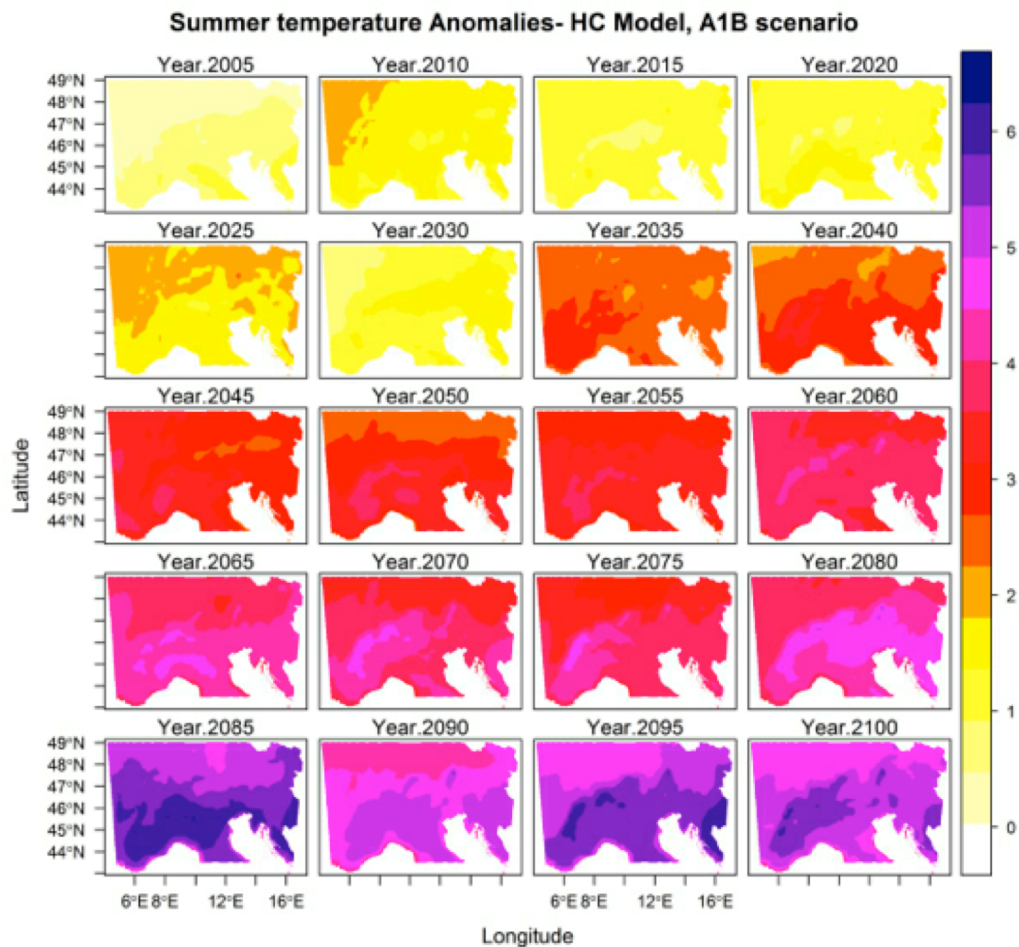 Summer temperature Anomalies- HC Model, A1B scenario
Year.2005 Year.2010 Year.2015 Year.2020
49°N
48°N
47°N
46°N
45°N
44°N
Year.2025 Year.2030 Year.2035 Year.2040
Year.2045 Year.2050 Year.2055 Year.2060
49°N
48°N
47°N
46°N
45°N
44°N
Year.2065 Year.2070 Year.2075 Year.2080
Year.2085 Year.2090 Year.2095 Year.2100
49°N
48°N
47°N
46°N
45°N
44°N
6°E 8°E 12°E 16°E 6°E 8°E 12°E 16°E
Latitude
Longitude
6
5
4
3
2
1
0